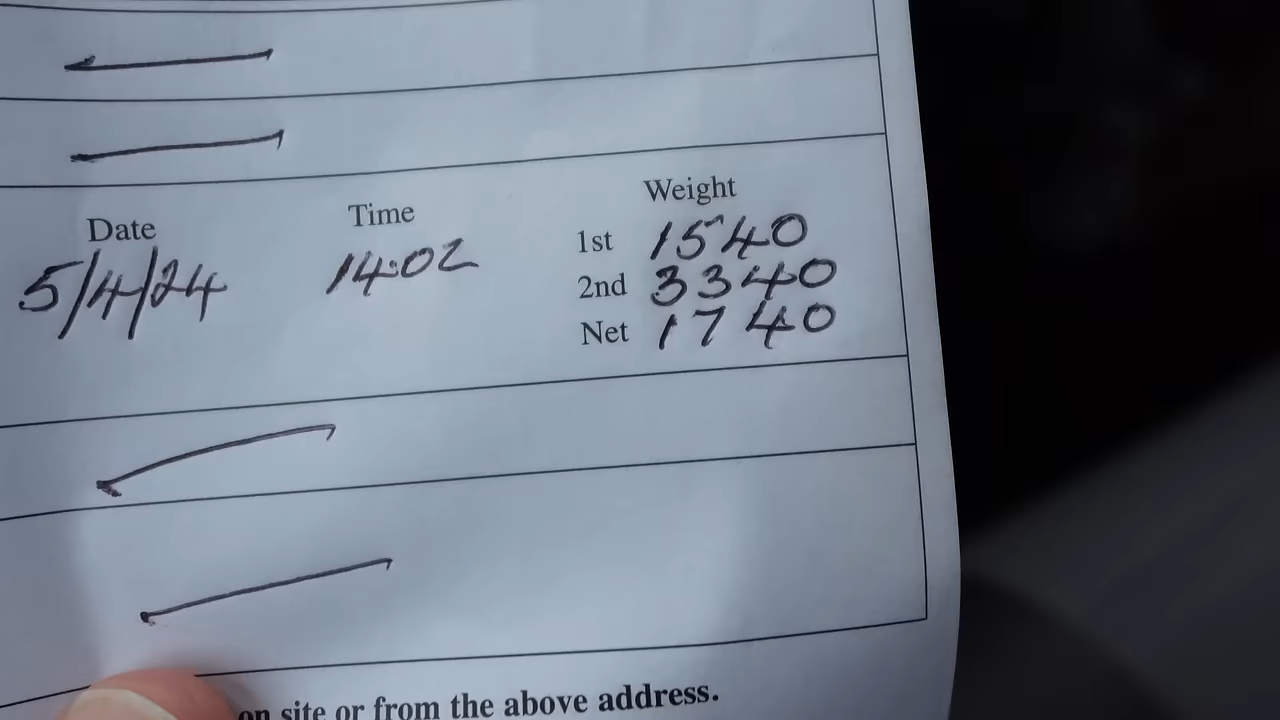 Date Time Weight
5/4/24 14:02 1st 1540
2nd 3340
Net 1740
on site or from the above address.